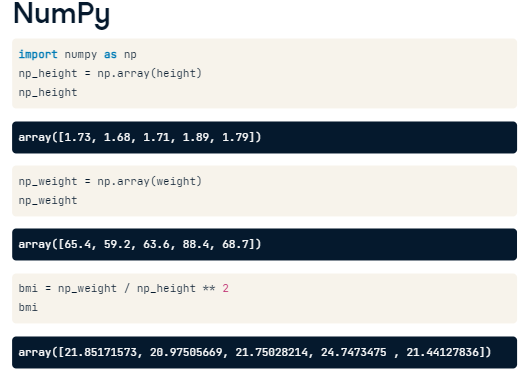 NumPy
import numpy as np
np_height = np.array(height)
np_height
array([1.73, 1.68, 1.71, 1.89, 1.79])
np_weight = np.array(weight)
np_weight
array([65.4, 59.2, 63.6, 88.4, 68.7])
bmi = np_weight / np_height ** 2
bmi
array([21.85171573, 20.97505669, 21.75028214, 24.7473475 , 21.44127836])